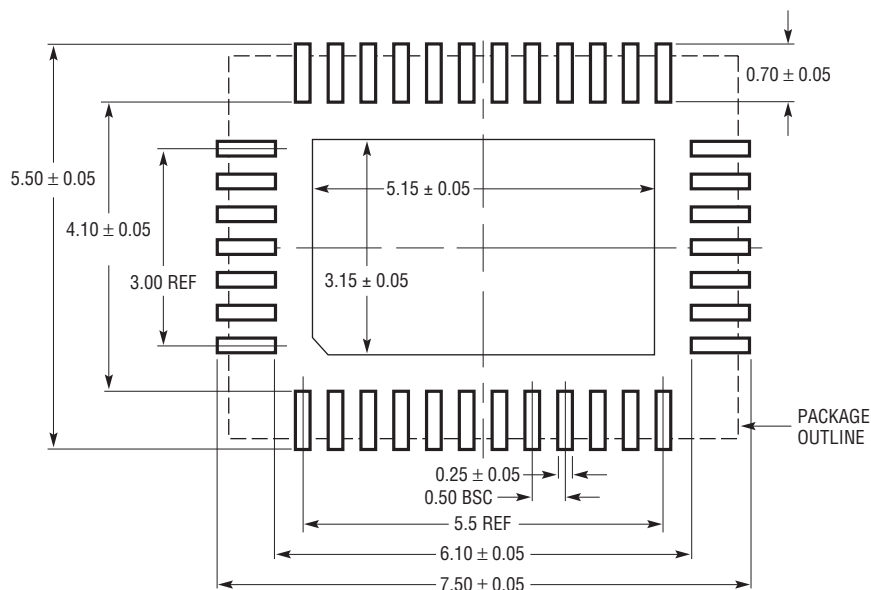 0.70 ± 0.05
5.50 ± 0.05
5.15 ± 0.05
4.10 ± 0.05
3.00 REF
3.15 ± 0.05
PACKAGE
OUTLINE
0.25 ± 0.05
0.50 BSC
5.5 REF
6.10 ± 0.05
7.50 ± 0.05